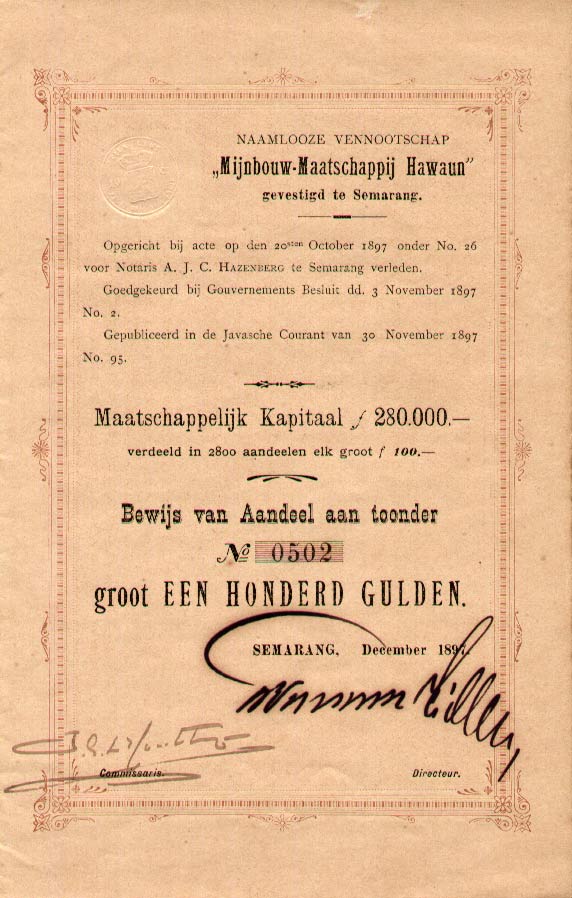 NAAMLOOZE VENNOOTSCHAP
„Mijnbouw-Maatschappij Hawaun”
gevestigd te Semarang.
Opgericht bij acte op den 20sten October 1897 onder No. 26
voor Notaris A. J. C. HAZENBERG te Semarang verleden.
Goedgekeurd bij Gouvernements Besluit dd. 3 November 1897
No. 2.
Gepubliceerd in de Javasche Courant van 30 November 1897
No. 95.
Maatschappelijk Kapitaal ƒ 280.000.—
verdeeld in 2800 aandeelen elk groot ƒ 100.—
Bewijs van Aandeel aan toonder
No 0502
groot EEN HONDERD GULDEN.
SEMARANG, December 1897.
Commissaris.
Directeur.